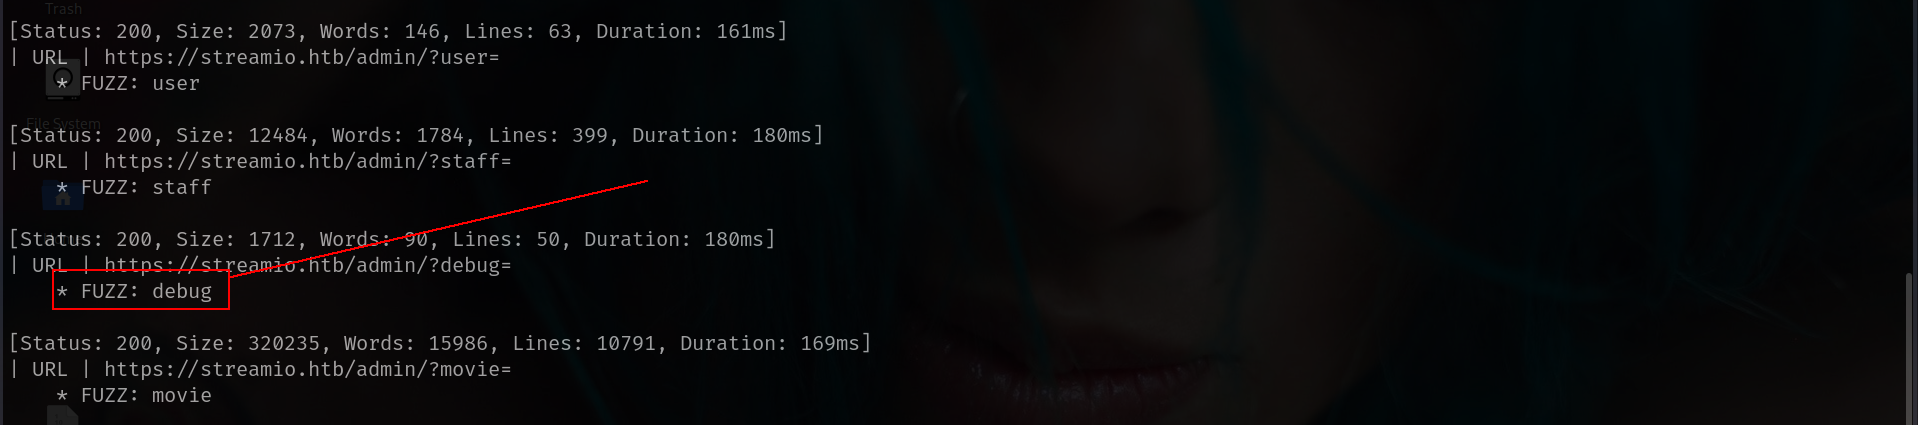 Trash
[Status: 200, Size: 2073, Words: 146, Lines: 63, Duration: 161ms]
| URL | https://streamio.htb/admin/?user=
* FUZZ: user
File System
[Status: 200, Size: 12484, Words: 1784, Lines: 399, Duration: 180ms]
| URL | https://streamio.htb/admin/?staff=
* FUZZ: staff
[Status: 200, Size: 1712, Words: 90, Lines: 50, Duration: 180ms]
| URL | https://streamio.htb/admin/?debug=
* FUZZ: debug
[Status: 200, Size: 320235, Words: 15986, Lines: 10791, Duration: 169ms]
| URL | https://streamio.htb/admin/?movie=
* FUZZ: movie